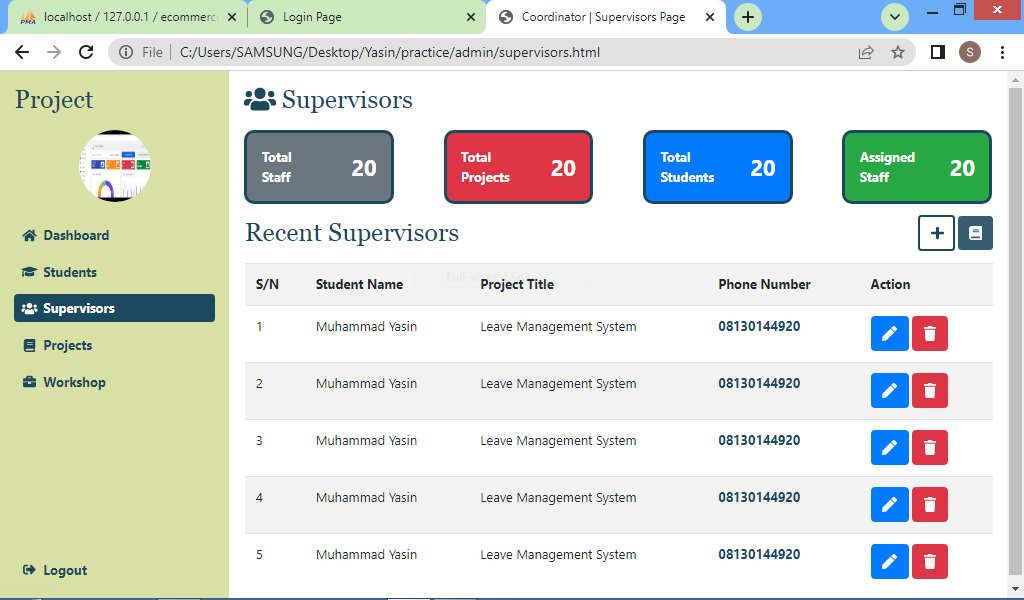 localhost / 127.0.0.1 / ecommerce
Login Page
Coordinator | Supervisors Page
File
C:/Users/SAMSUNG/Desktop/Yasin/practice/admin/supervisors.html
S
Project
Dashboard
Students
Supervisors
Projects
Workshop
Logout
Supervisors
Total
Staff
20
Total
Projects
20
Total
Students
20
Assigned
Staff
20
Recent Supervisors
S/N Student Name Project Title Phone Number Action
1 Muhammad Yasin Leave Management System 08130144920
2 Muhammad Yasin Leave Management System 08130144920
3 Muhammad Yasin Leave Management System 08130144920
4 Muhammad Yasin Leave Management System 08130144920
5 Muhammad Yasin Leave Management System 08130144920